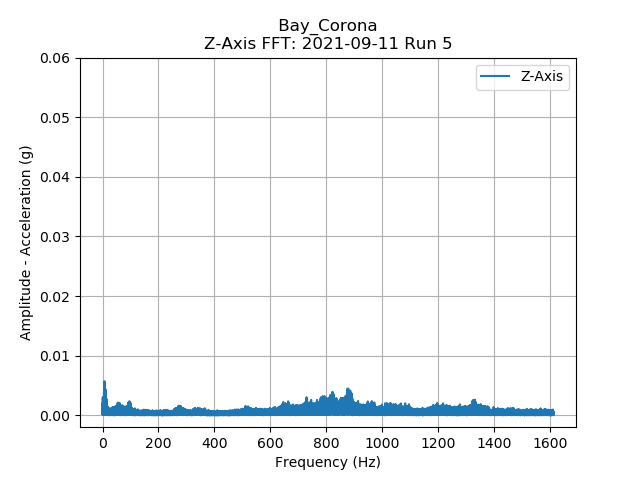 Bay_Corona
Z-Axis FFT: 2021-09-11 Run 5
Z-Axis
0.06
0.05
0.04
0.03
0.02
0.01
0.00
Amplitude - Acceleration (g)
0 200 400 600 800 1000 1200 1400 1600
Frequency (Hz)